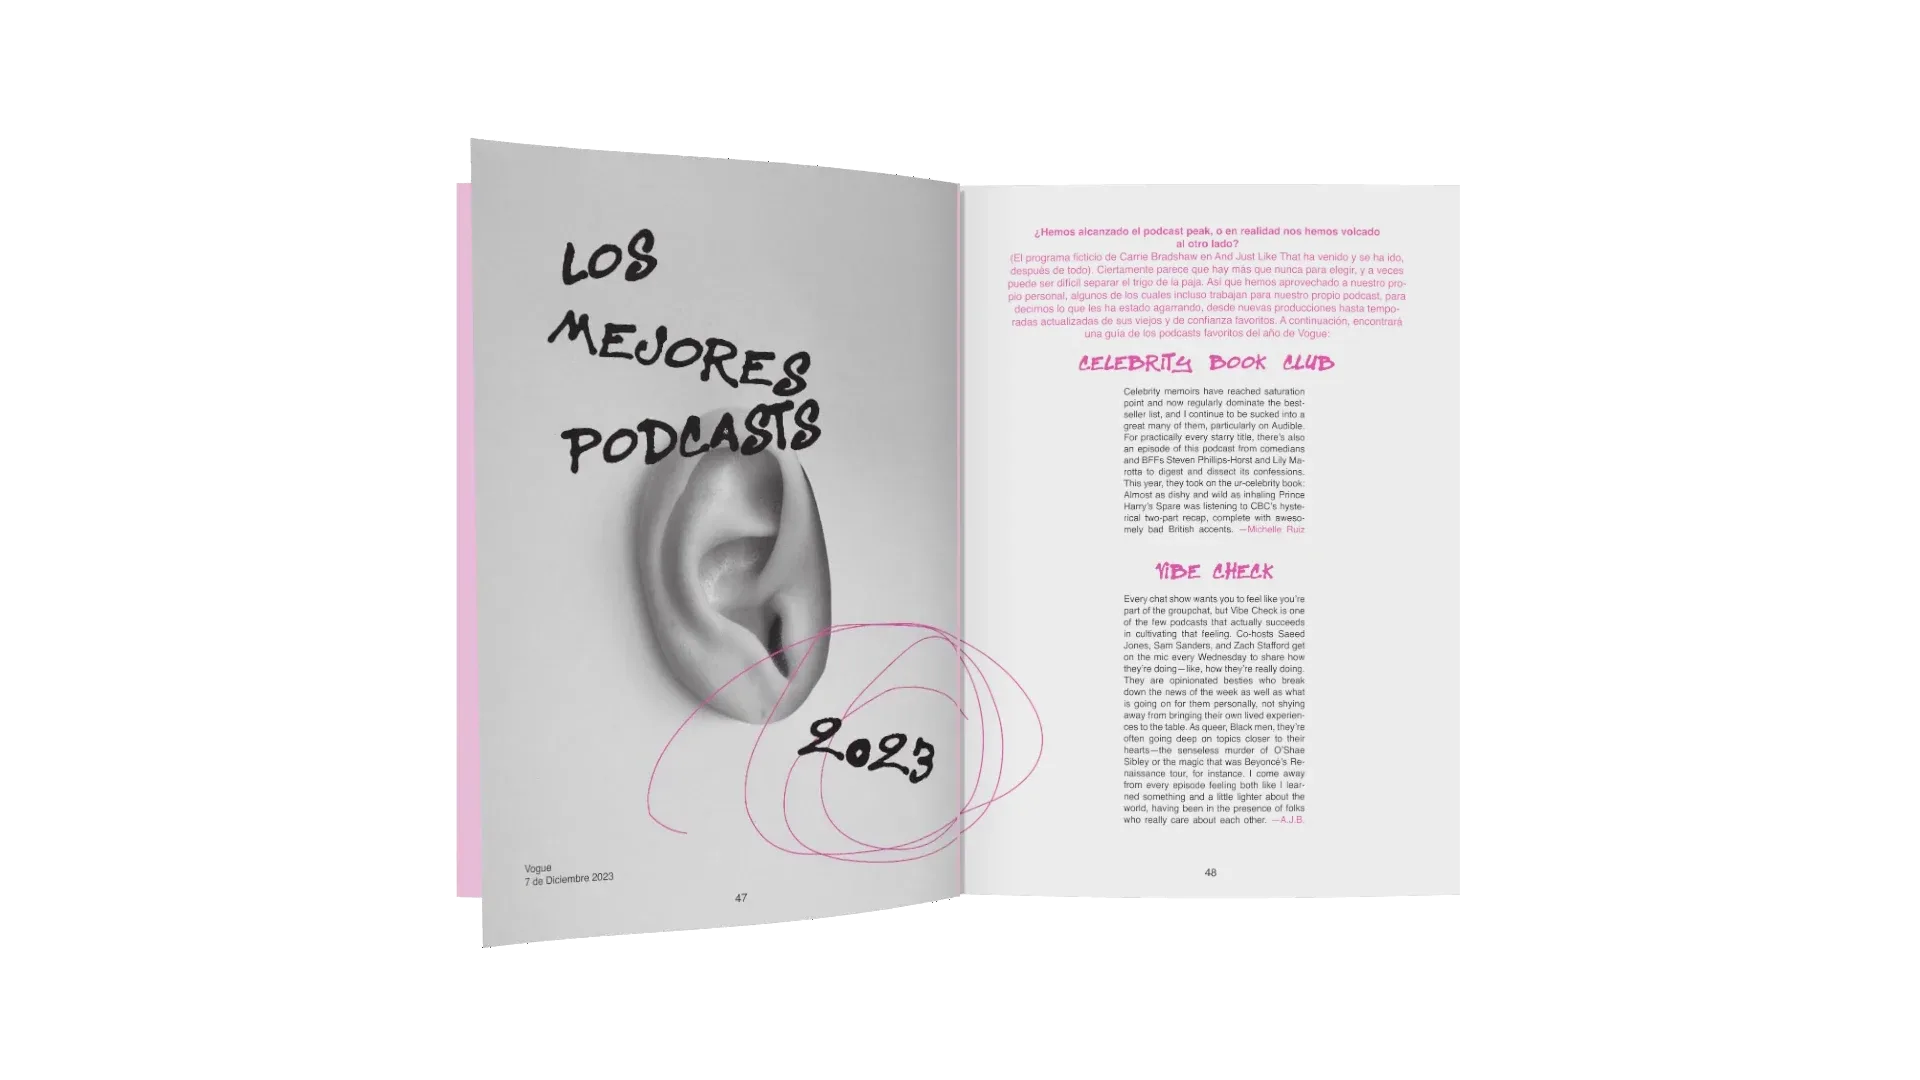 LOS
MEJORES
PODCASTS
2023
Vogue
7 de Diciembre 2023
47
¿Hemos alcanzado el podcast peak, o en realidad nos hemos volcado
al otro lado?
(El programa ficticio de Carrie Bradshaw en And Just Like That ha venido y se ha ido,
después de todo). Ciertamente parece que hay más que nunca para elegir, y a veces
puede ser difícil separar el trigo de la paja. Así que hemos aprovechado a nuestro pro-
pio personal, algunos de los cuales incluso trabajan para nuestro propio podcast, para
decirnos lo que les ha estado agarrando, desde nuevas producciones hasta tempo-
radas actualizadas de sus viejos y de confianza favoritos. A continuación, encontrará
una guía de los podcasts favoritos del año de Vogue:
CELEBRITY BOOK CLUB
Celebrity memoirs have reached saturation
point and now regularly dominate the best-
seller list, and I continue to be sucked into a
great many of them, particularly on Audible.
For practically every starry title, there's also
an episode of this podcast from comedians
and BFFs Steven Phillips-Horst and Lily Ma-
rotta to digest and dissect its confessions.
This year, they took on the ur-celebrity book:
Almost as dishy and wild as inhaling Prince
Harry's Spare was listening to CBC's hyste-
rical two-part recap, complete with aweso-
mely bad British accents. —Michelle Ruiz
VIBE CHECK
Every chat show wants you to feel like you're
part of the groupchat, but Vibe Check is one
of the few podcasts that actually succeeds
in cultivating that feeling. Co-hosts Saeed
Jones, Sam Sanders, and Zach Stafford get
on the mic every Wednesday to share how
they're doing—like, how they're really doing.
They are opinionated besties who break
down the news of the week as well as what
is going on for them personally, not shying
away from bringing their own lived experien-
ces to the table. As queer, Black men, they're
often going deep on topics closer to their
hearts—the senseless murder of O'Shae
Sibley or the magic that was Beyoncé's Re-
naissance tour, for instance. I come away
from every episode feeling both like I lear-
ned something and a little lighter about the
world, having been in the presence of folks
who really care about each other. —A.J.B.
48